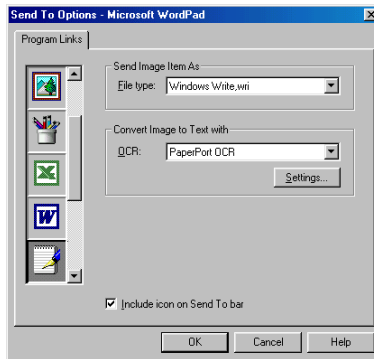 Send To Options - Microsoft WordPad
Program Links
Send Image Item As
File type: Windows Write,wri
Convert Image to Text with
OCR: PaperPort OCR
Settings...
Include icon on Send To bar
OK Cancel Help